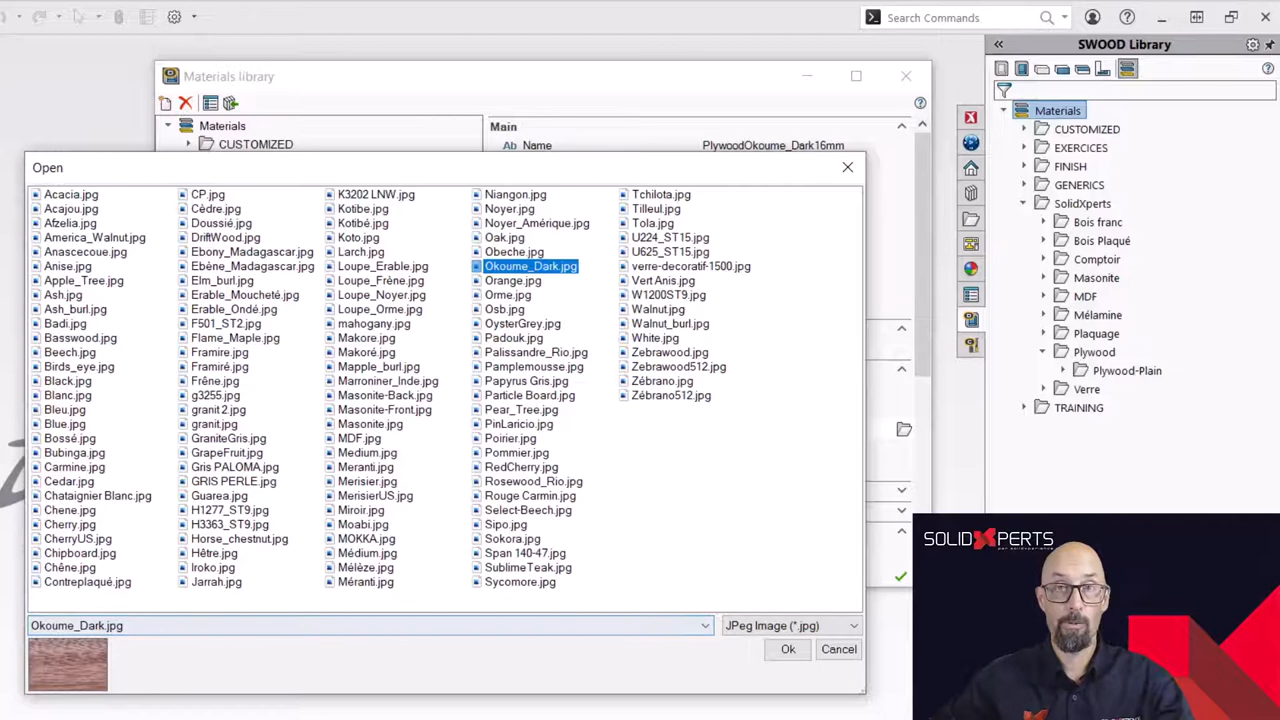 Search Commands
SWOOD Library
Materials library
Materials
CUSTOMIZED
Main
Ab Name PlywoodOkoume_Dark16mm
Open
Acacia.jpg
Acajou.jpg
Afzelia.jpg
America_Walnut.jpg
Anascecoue.jpg
Anise.jpg
Apple_Tree.jpg
Ash.jpg
Ash_burl.jpg
Badi.jpg
Basswood.jpg
Beech.jpg
Birds_eye.jpg
Black.jpg
Blanc.jpg
Bleu.jpg
Blue.jpg
Bossé.jpg
Bubinga.jpg
Carmine.jpg
Cedar.jpg
Chataignier Blanc.jpg
Chene.jpg
Cherry.jpg
CherryUS.jpg
Chipboard.jpg
Chêne.jpg
Contreplaqué.jpg
CP.jpg
Cèdre.jpg
Doussié.jpg
DriftWood.jpg
Ebony_Madagascar.jpg
Ebène_Madagascar.jpg
Elm_burl.jpg
Erable_Moucheté.jpg
Erable_Ondé.jpg
F501_ST2.jpg
Flame_Maple.jpg
Framire.jpg
Framiré.jpg
Frêne.jpg
g3255.jpg
granit 2.jpg
granit.jpg
GraniteGris.jpg
GrapeFruit.jpg
Gris PALOMA.jpg
GRIS PERLE.jpg
Guarea.jpg
H1277_ST9.jpg
H3363_ST9.jpg
Horse_chestnut.jpg
Hêtre.jpg
Iroko.jpg
Jarrah.jpg
K3202 LNW.jpg
Kotibe.jpg
Kotibé.jpg
Koto.jpg
Larch.jpg
Loupe_Erable.jpg
Loupe_Frêne.jpg
Loupe_Noyer.jpg
Loupe_Orme.jpg
mahogany.jpg
Makore.jpg
Makoré.jpg
Mapple_burl.jpg
Marroniner_Inde.jpg
Masonite-Back.jpg
Masonite-Front.jpg
Masonite.jpg
MDF.jpg
Medium.jpg
Meranti.jpg
Merisier.jpg
MerisierUS.jpg
Miroir.jpg
Moabi.jpg
MOKKA.jpg
Médium.jpg
Mélèze.jpg
Méranti.jpg
Niangon.jpg
Noyer.jpg
Noyer_Amérique.jpg
Oak.jpg
Obeche.jpg
Okoume_Dark.jpg
Orange.jpg
Orme.jpg
Osb.jpg
OysterGrey.jpg
Padouk.jpg
Palissandre_Rio.jpg
Pamplemousse.jpg
Papyrus Gris.jpg
Particle Board.jpg
Pear_Tree.jpg
PinLaricio.jpg
Poirier.jpg
Pommier.jpg
RedCherry.jpg
Rosewood_Rio.jpg
Rouge Carmin.jpg
Select-Beech.jpg
Sipo.jpg
Sokora.jpg
Span 140-47.jpg
SublimeTeak.jpg
Sycomore.jpg
Tchilota.jpg
Tilleul.jpg
Tola.jpg
U224_ST15.jpg
U625_ST15.jpg
verre-decoratif-1500.jpg
Vert Anis.jpg
W1200ST9.jpg
Walnut.jpg
Walnut_burl.jpg
White.jpg
Zebrawood.jpg
Zebrawood512.jpg
Zébrano.jpg
Zébrano512.jpg
Okoume_Dark.jpg
JPeg Image (*.jpg)
Ok
Cancel
Materials
CUSTOMIZED
EXERCICES
FINISH
GENERICS
SolidXperts
Bois franc
Bois Plaqué
Comptoir
Masonite
MDF
Mélamine
Plaquage
Plywood
Plywood-Plain
Verre
TRAINING
SOLIDXPERTS
par solidxperience